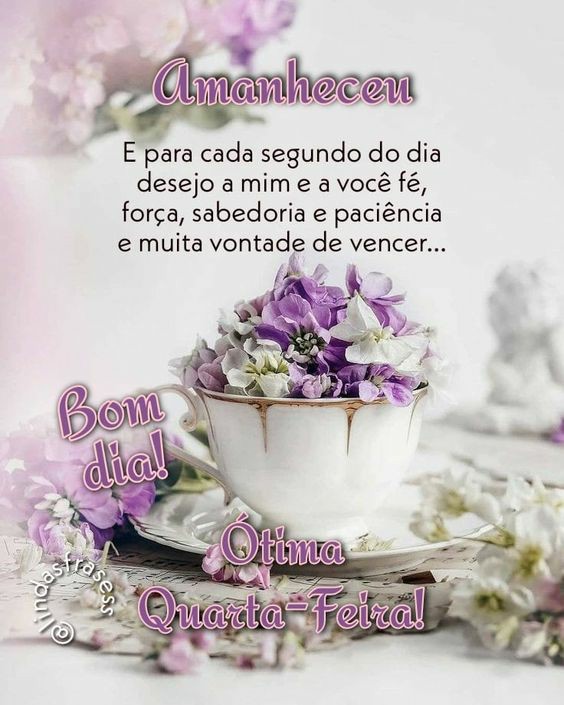 Amanheceu
E para cada segundo do dia
desejo a mim e a você fé,
força, sabedoria e paciência
e muita vontade de vencer...
Bom
dia!
Ótima
Quarta-Feira!
@lindasfrasess